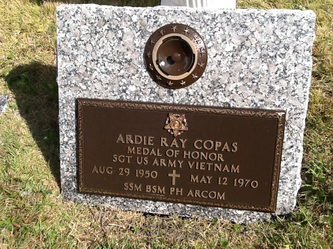 ARDIE RAY COPAS
MEDAL OF HONOR
SGT US ARMY VIETNAM
AUG 29 1950 ✝ MAY 12 1970
SSM BSM PH ARCOM